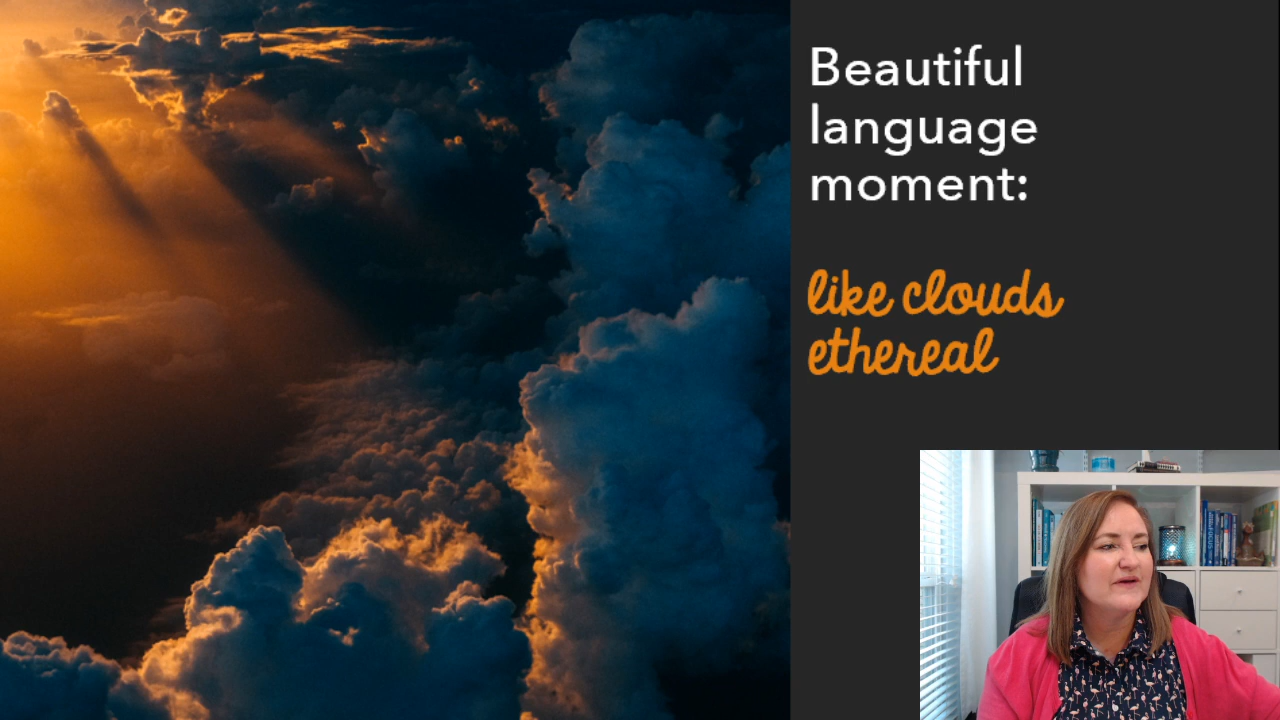 Beautiful
language
moment:
like clouds
ethereal